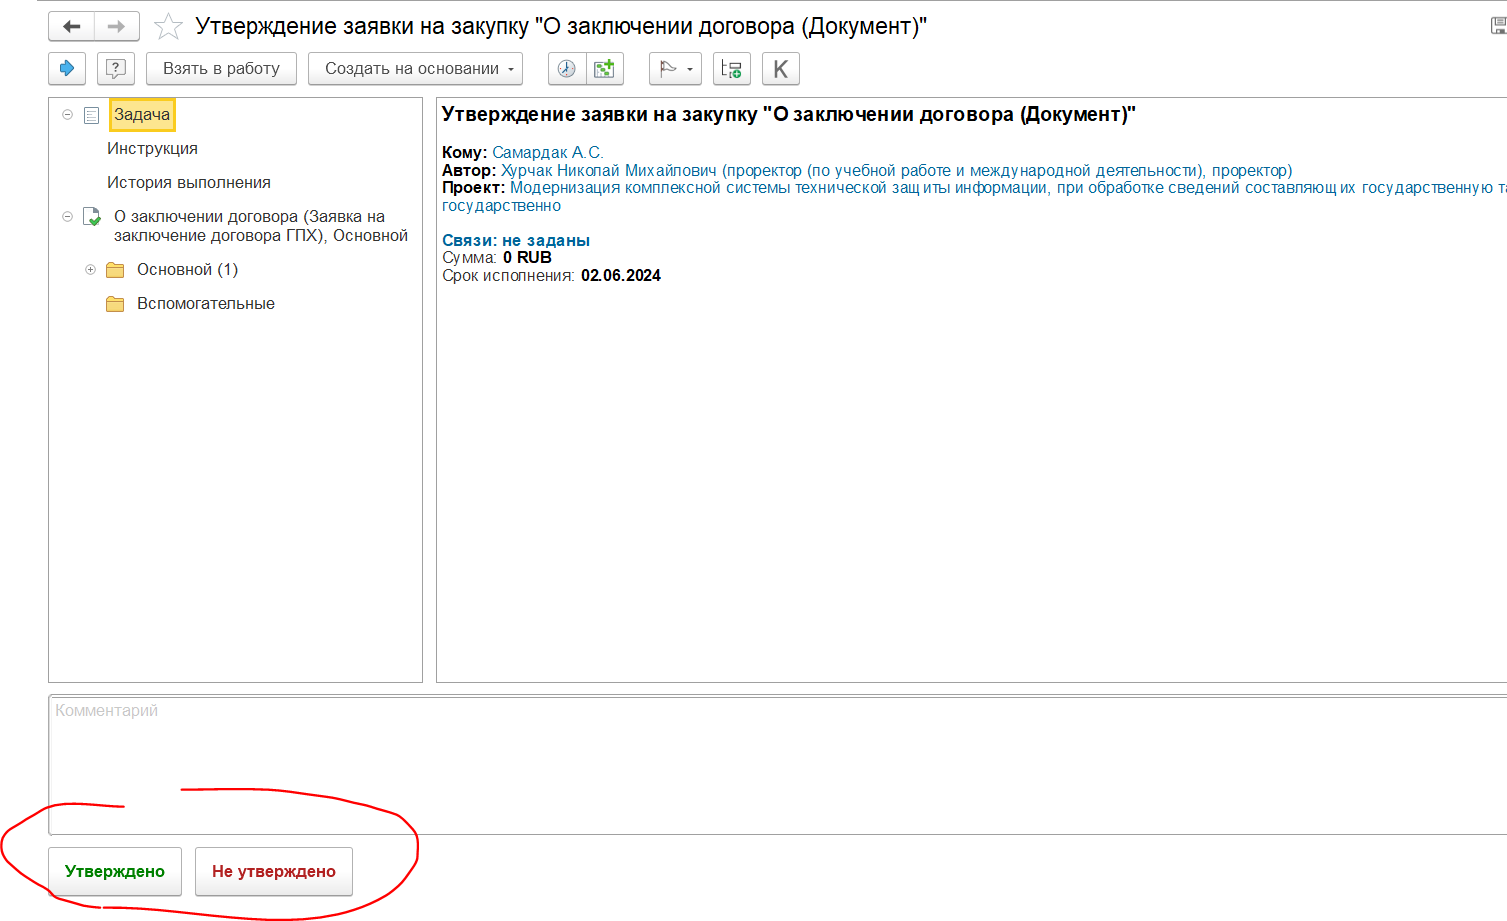 Утверждение заявки на закупку "О заключении договора (Документ)"
Взять в работу
Создать на основании
K
Задача
Инструкция
История выполнения
О заключении договора (Заявка на
заключение договора ГПХ), Основной
Основной (1)
Вспомогательные
Утверждение заявки на закупку "О заключении договора (Документ)"
Кому: Самардак А.С.
Автор: Хурчак Николай Михайлович (проректор (по учебной работе и международной деятельности), проректор)
Проект: Модернизация комплексной системы технической защиты информации, при обработке сведений составляющих государственную
государственно
Связи: не заданы
Сумма: 0 RUB
Срок исполнения: 02.06.2024
Комментарий
Утверждено
Не утверждено